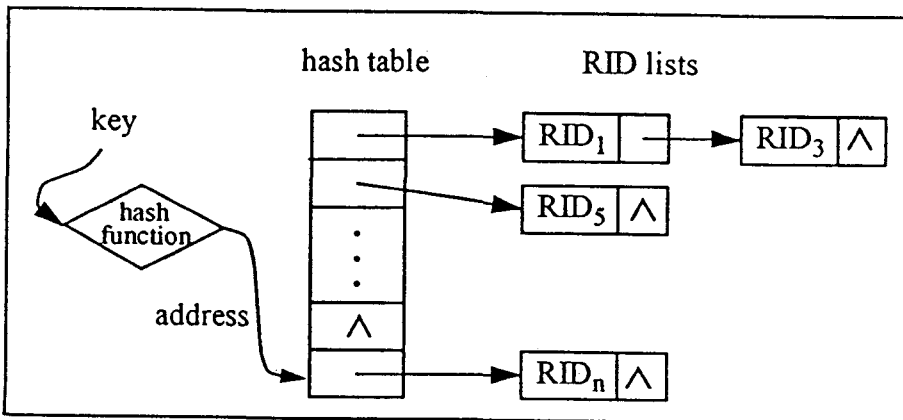 hash table
RID lists
key
RID1
RID3 ∧
hash
function
RID5 ∧
address
∧
RIDn ∧